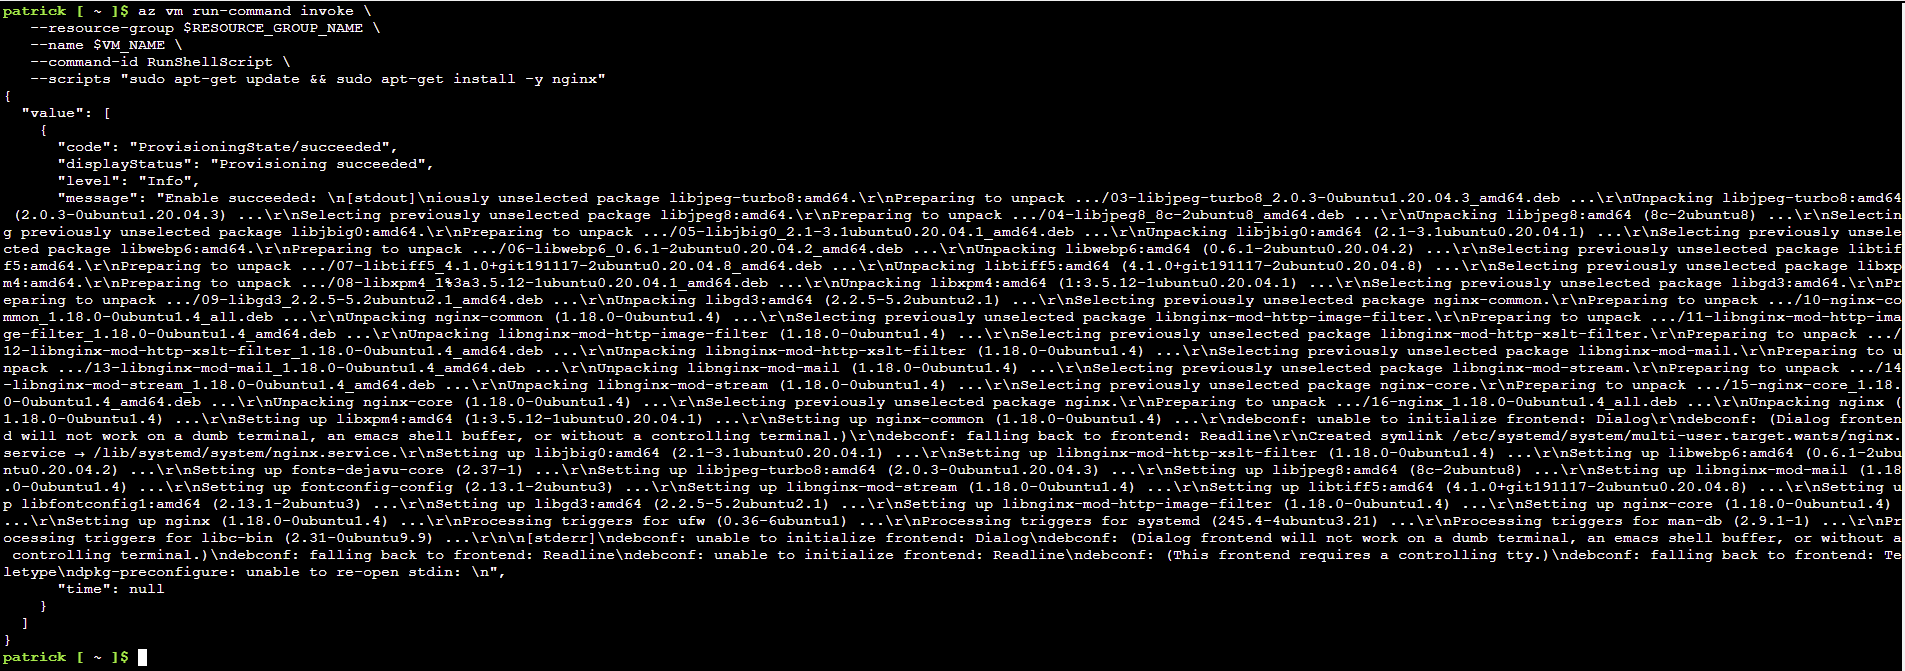 patrick [ ~ ]$ az vm run-command invoke \
   --resource-group $RESOURCE_GROUP_NAME \
   --name $VM_NAME \
   --command-id RunShellScript \
   --scripts "sudo apt-get update && sudo apt-get install -y nginx"
{
  "value": [
    {
      "code": "ProvisioningState/succeeded",
      "displayStatus": "Provisioning succeeded",
      "level": "Info",
      "message": "Enable succeeded: \n[stdout]\niously unselected package libjpeg-turbo8:amd64.\r\nPreparing to unpack .../03-libjpeg-turbo8_2.0.3-0ubuntu1.20.04.3_amd64.deb ...\r\nUnpacking libjpeg-turbo8:amd64
 (2.0.3-0ubuntu1.20.04.3) ...\r\nSelecting previously unselected package libjpeg8:amd64.\r\nPreparing to unpack .../04-libjpeg8_8c-2ubuntu8_amd64.deb ...\r\nUnpacking libjpeg8:amd64 (8c-2ubuntu8) ...\r\nSelectin
g previously unselected package libjbig0:amd64.\r\nPreparing to unpack .../05-libjbig0_2.1-3.1ubuntu0.20.04.1_amd64.deb ...\r\nUnpacking libjbig0:amd64 (2.1-3.1ubuntu0.20.04.1) ...\r\nSelecting previously unsele
cted package libwebp6:amd64.\r\nPreparing to unpack .../06-libwebp6_0.6.1-2ubuntu0.20.04.2_amd64.deb ...\r\nUnpacking libwebp6:amd64 (0.6.1-2ubuntu0.20.04.2) ...\r\nSelecting previously unselected package libtif
f5:amd64.\r\nPreparing to unpack .../07-libtiff5_4.1.0+git191117-2ubuntu0.20.04.8_amd64.deb ...\r\nUnpacking libtiff5:amd64 (4.1.0+git191117-2ubuntu0.20.04.8) ...\r\nSelecting previously unselected package libxp
m4:amd64.\r\nPreparing to unpack .../08-libxpm4_1%3a3.5.12-1ubuntu0.20.04.1_amd64.deb ...\r\nUnpacking libxpm4:amd64 (1:3.5.12-1ubuntu0.20.04.1) ...\r\nSelecting previously unselected package libgd3:amd64.\r\nPr
eparing to unpack .../09-libgd3_2.2.5-5.2ubuntu2.1_amd64.deb ...\r\nUnpacking libgd3:amd64 (2.2.5-5.2ubuntu2.1) ...\r\nSelecting previously unselected package nginx-common.\r\nPreparing to unpack .../10-nginx-co
mmon_1.18.0-0ubuntu1.4_all.deb ...\r\nUnpacking nginx-common (1.18.0-0ubuntu1.4) ...\r\nSelecting previously unselected package libnginx-mod-http-image-filter.\r\nPreparing to unpack .../11-libnginx-mod-http-ima
ge-filter_1.18.0-0ubuntu1.4_amd64.deb ...\r\nUnpacking libnginx-mod-http-image-filter (1.18.0-0ubuntu1.4) ...\r\nSelecting previously unselected package libnginx-mod-http-xslt-filter.\r\nPreparing to unpack .../
12-libnginx-mod-http-xslt-filter_1.18.0-0ubuntu1.4_amd64.deb ...\r\nUnpacking libnginx-mod-http-xslt-filter (1.18.0-0ubuntu1.4) ...\r\nSelecting previously unselected package libnginx-mod-mail.\r\nPreparing to u
npack .../13-libnginx-mod-mail_1.18.0-0ubuntu1.4_amd64.deb ...\r\nUnpacking libnginx-mod-mail (1.18.0-0ubuntu1.4) ...\r\nSelecting previously unselected package libnginx-mod-stream.\r\nPreparing to unpack .../14
-libnginx-mod-stream_1.18.0-0ubuntu1.4_amd64.deb ...\r\nUnpacking libnginx-mod-stream (1.18.0-0ubuntu1.4) ...\r\nSelecting previously unselected package nginx-core.\r\nPreparing to unpack .../15-nginx-core_1.18.
0-0ubuntu1.4_amd64.deb ...\r\nUnpacking nginx-core (1.18.0-0ubuntu1.4) ...\r\nSelecting previously unselected package nginx.\r\nPreparing to unpack .../16-nginx_1.18.0-0ubuntu1.4_all.deb ...\r\nUnpacking nginx (
1.18.0-0ubuntu1.4) ...\r\nSetting up libxpm4:amd64 (1:3.5.12-1ubuntu0.20.04.1) ...\r\nSetting up nginx-common (1.18.0-0ubuntu1.4) ...\r\ndebconf: unable to initialize frontend: Dialog\r\ndebconf: (Dialog fronten
d will not work on a dumb terminal, an emacs shell buffer, or without a controlling terminal.)\r\ndebconf: falling back to frontend: Readline\r\nCreated symlink /etc/systemd/system/multi-user.target.wants/nginx.
service → /lib/systemd/system/nginx.service.\r\nSetting up libjbig0:amd64 (2.1-3.1ubuntu0.20.04.1) ...\r\nSetting up libnginx-mod-http-xslt-filter (1.18.0-0ubuntu1.4) ...\r\nSetting up libwebp6:amd64 (0.6.1-2ubu
ntu0.20.04.2) ...\r\nSetting up fonts-dejavu-core (2.37-1) ...\r\nSetting up libjpeg-turbo8:amd64 (2.0.3-0ubuntu1.20.04.3) ...\r\nSetting up libjpeg8:amd64 (8c-2ubuntu8) ...\r\nSetting up libnginx-mod-mail (1.18
.0-0ubuntu1.4) ...\r\nSetting up fontconfig-config (2.13.1-2ubuntu3) ...\r\nSetting up libnginx-mod-stream (1.18.0-0ubuntu1.4) ...\r\nSetting up libtiff5:amd64 (4.1.0+git191117-2ubuntu0.20.04.8) ...\r\nSetting u
p libfontconfig1:amd64 (2.13.1-2ubuntu3) ...\r\nSetting up libgd3:amd64 (2.2.5-5.2ubuntu2.1) ...\r\nSetting up libnginx-mod-http-image-filter (1.18.0-0ubuntu1.4) ...\r\nSetting up nginx-core (1.18.0-0ubuntu1.4)
...\r\nSetting up nginx (1.18.0-0ubuntu1.4) ...\r\nProcessing triggers for ufw (0.36-6ubuntu1) ...\r\nProcessing triggers for systemd (245.4-4ubuntu3.21) ...\r\nProcessing triggers for man-db (2.9.1-1) ...\r\nPr
ocessing triggers for libc-bin (2.31-0ubuntu9.9) ...\r\n\n[stderr]\ndebconf: unable to initialize frontend: Dialog\ndebconf: (Dialog frontend will not work on a dumb terminal, an emacs shell buffer, or without a
 controlling terminal.)\ndebconf: falling back to frontend: Readline\ndebconf: unable to initialize frontend: Readline\ndebconf: (This frontend requires a controlling tty.)\ndebconf: falling back to frontend: Te
letype\ndpkg-preconfigure: unable to re-open stdin: \n",
      "time": null
    }
  ]
}
patrick [ ~ ]$